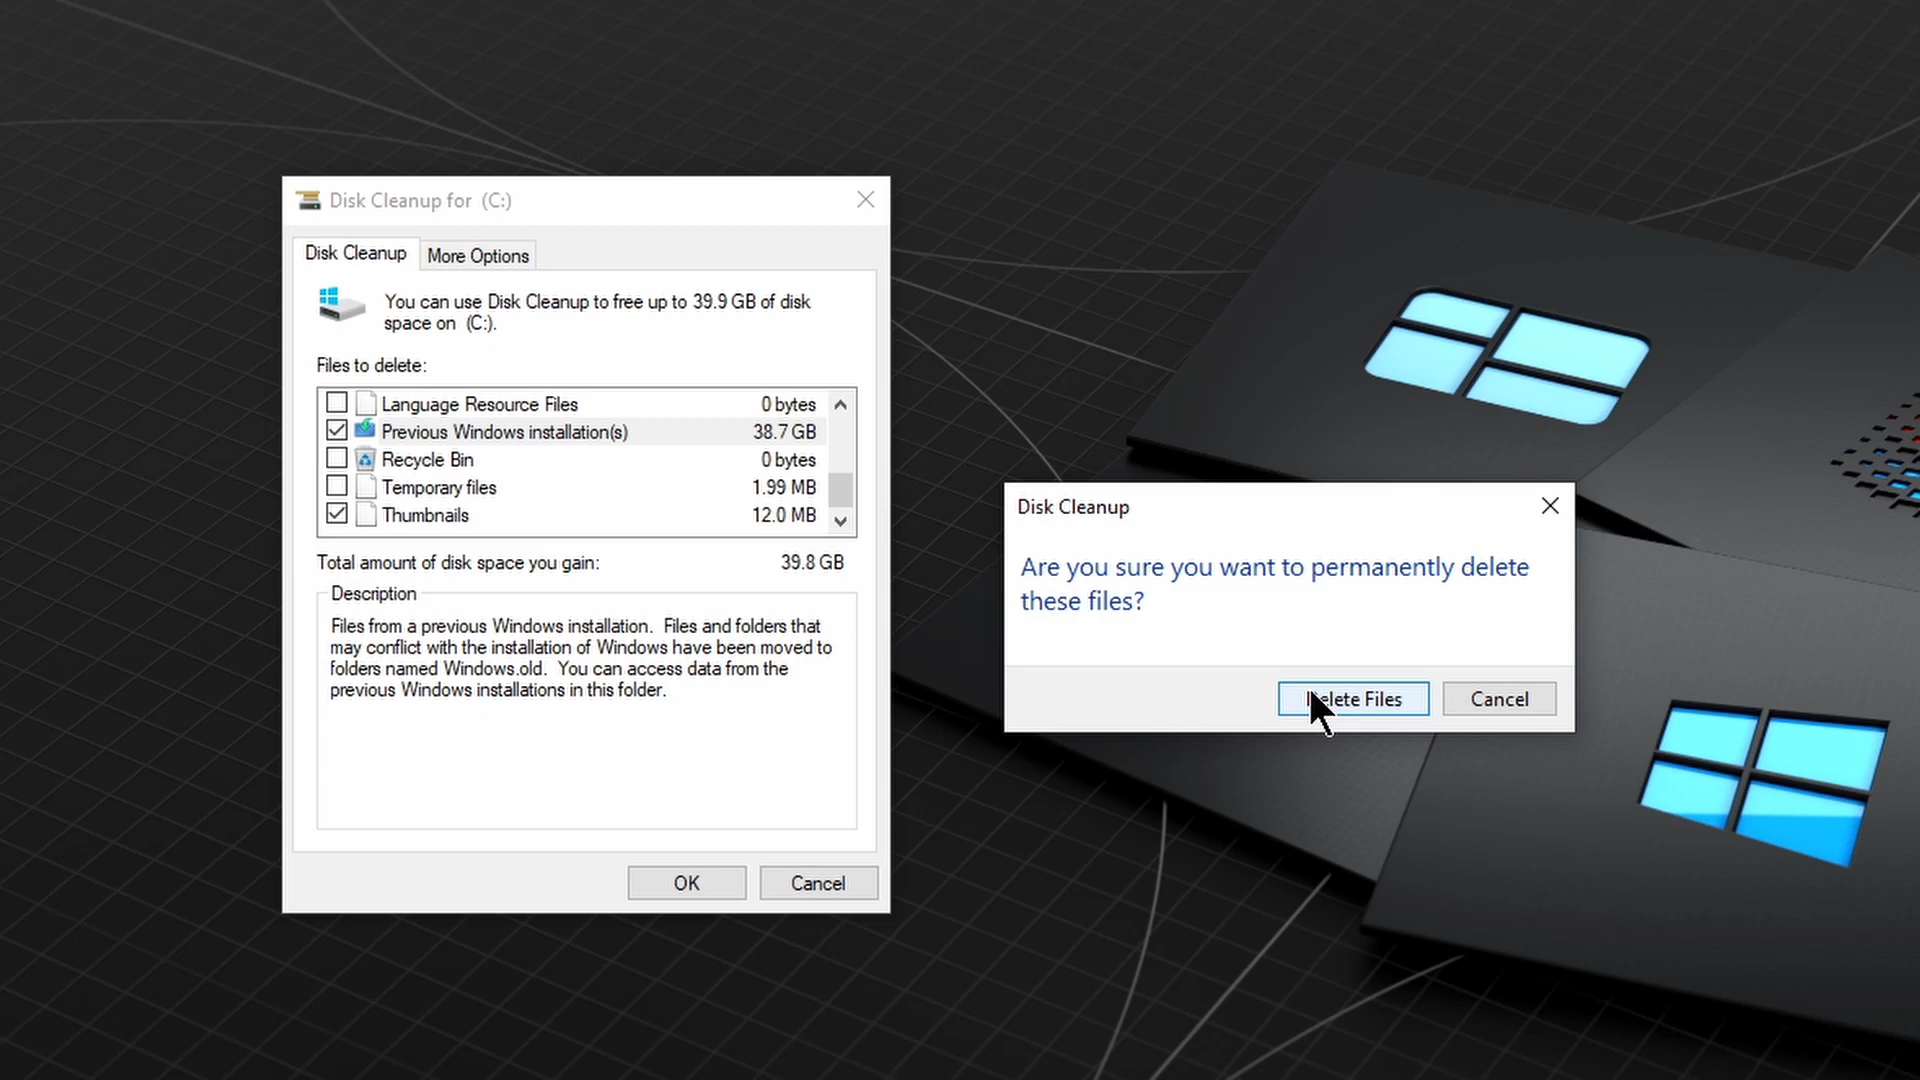 Disk Cleanup for (C:)
Disk Cleanup
More Options
You can use Disk Cleanup to free up to 39.9 GB of disk
space on (C:).
Files to delete:
Language Resource Files 0 bytes
Previous Windows installation(s) 38.7 GB
Recycle Bin 0 bytes
Temporary files 1.99 MB
Thumbnails 12.0 MB
Total amount of disk space you gain: 39.8 GB
Description
Files from a previous Windows installation. Files and folders that
may conflict with the installation of Windows have been moved to
folders named Windows.old. You can access data from the
previous Windows installations in this folder.
OK
Cancel
Disk Cleanup
Are you sure you want to permanently delete
these files?
Delete Files
Cancel